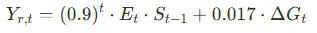 Y_{r,t} = (0.9)^t · E_t · S_{t−1} + 0.017 · ΔG_t